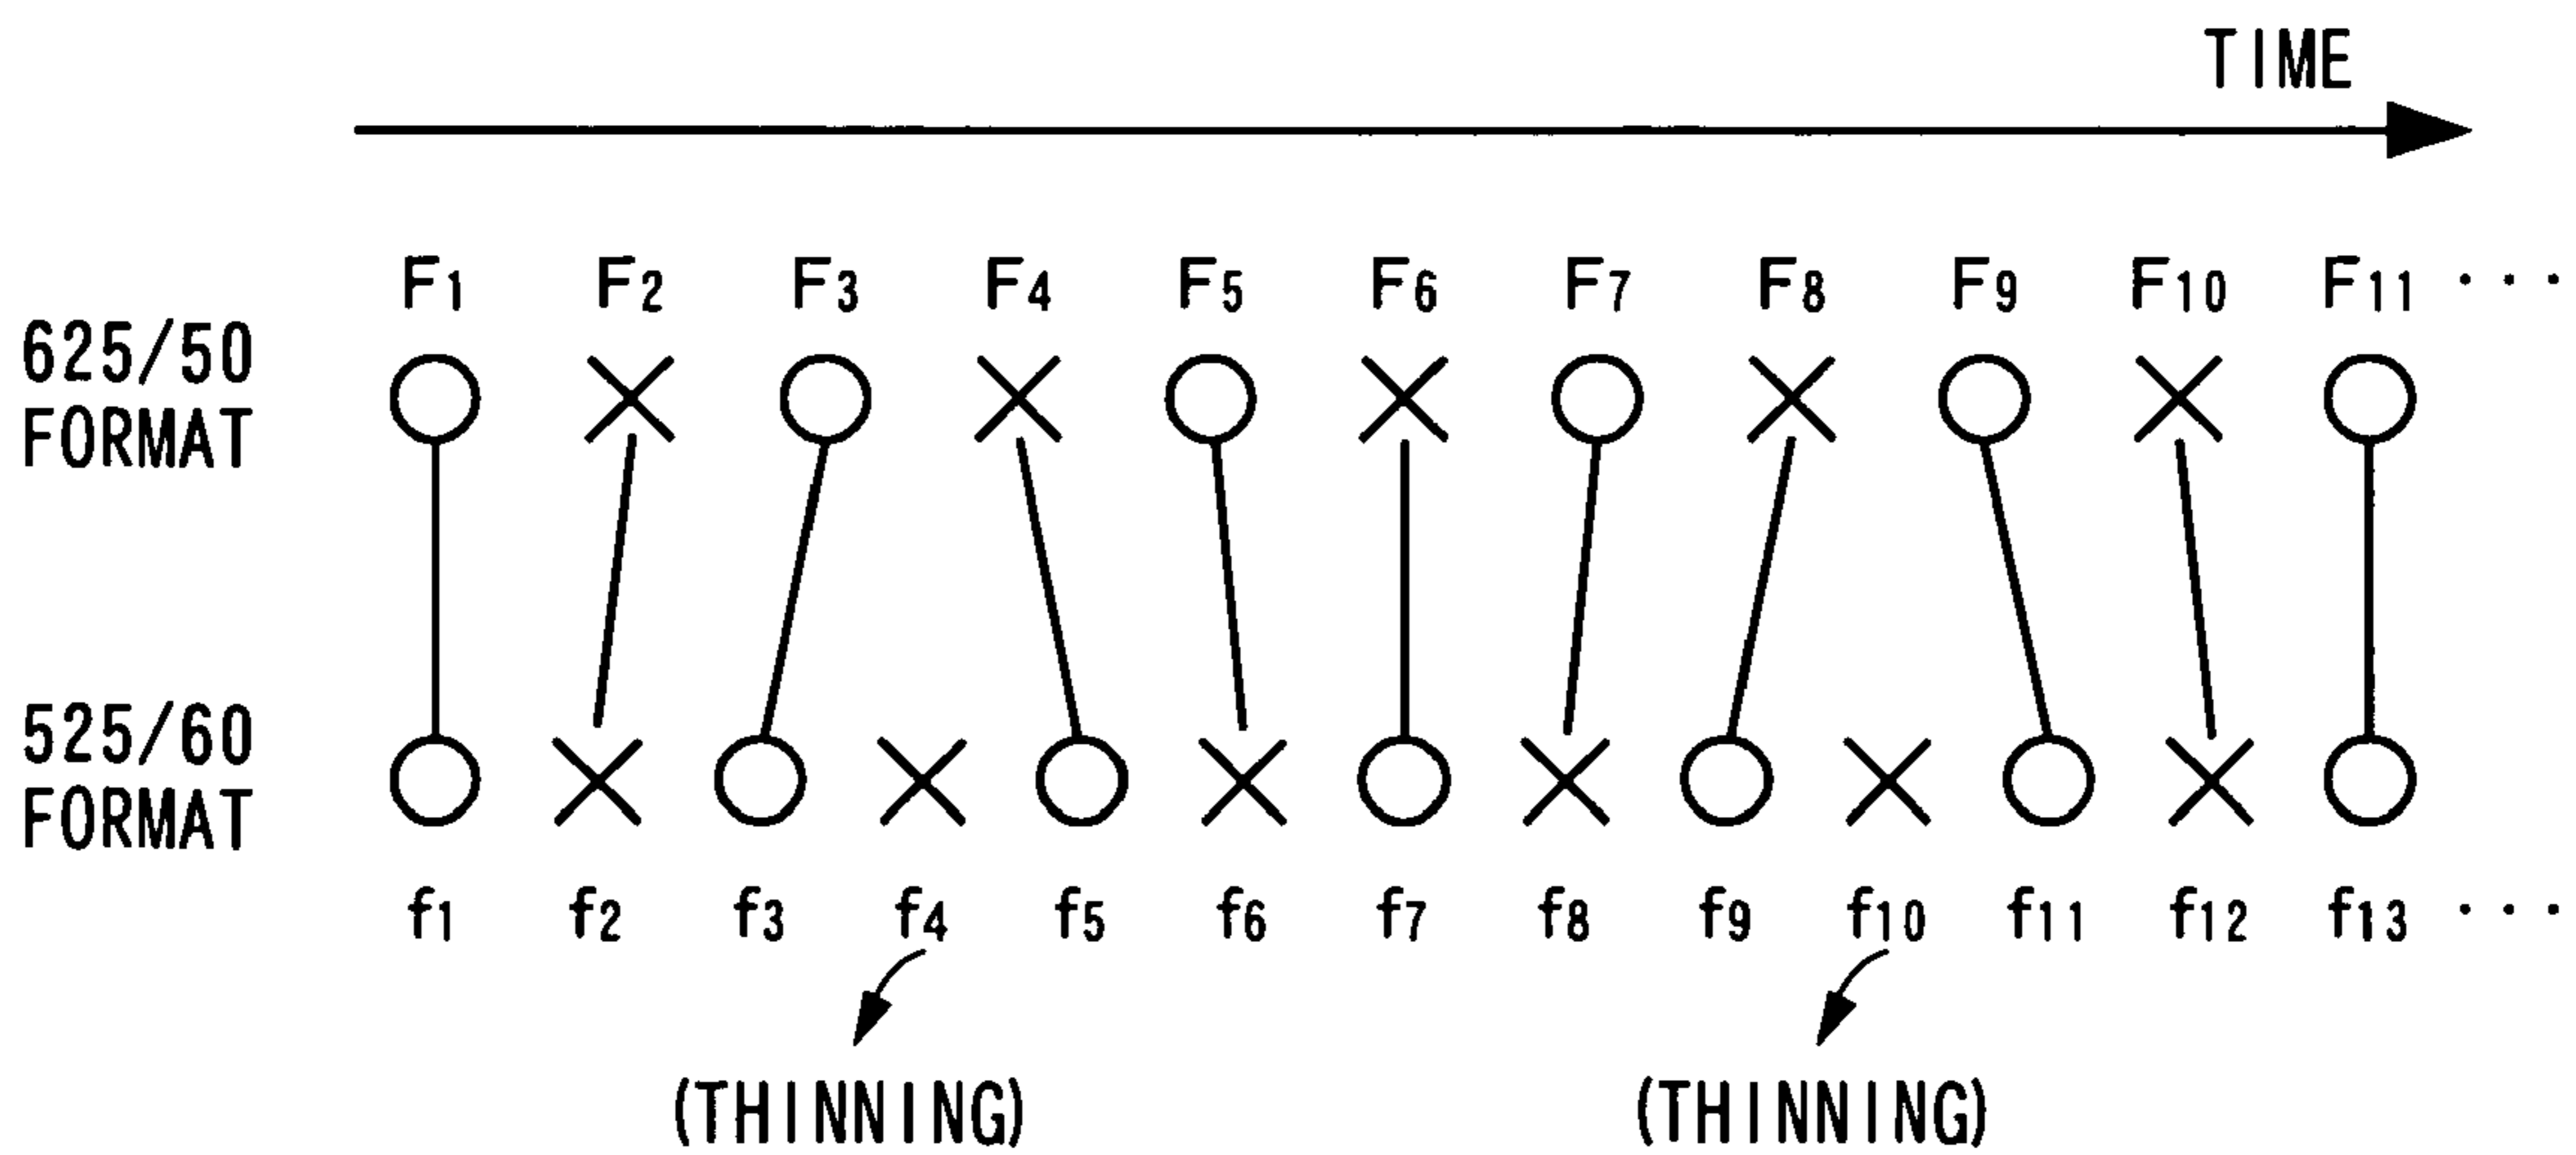 TIME
F1 F2 F3 F4 F5 F6 F7 F8 F9 F10 F11 ···
625/50
FORMAT
525/60
FORMAT
f1 f2 f3 f4 f5 f6 f7 f8 f9 f10 f11 f12 f13 ···
(THINNING) (THINNING)